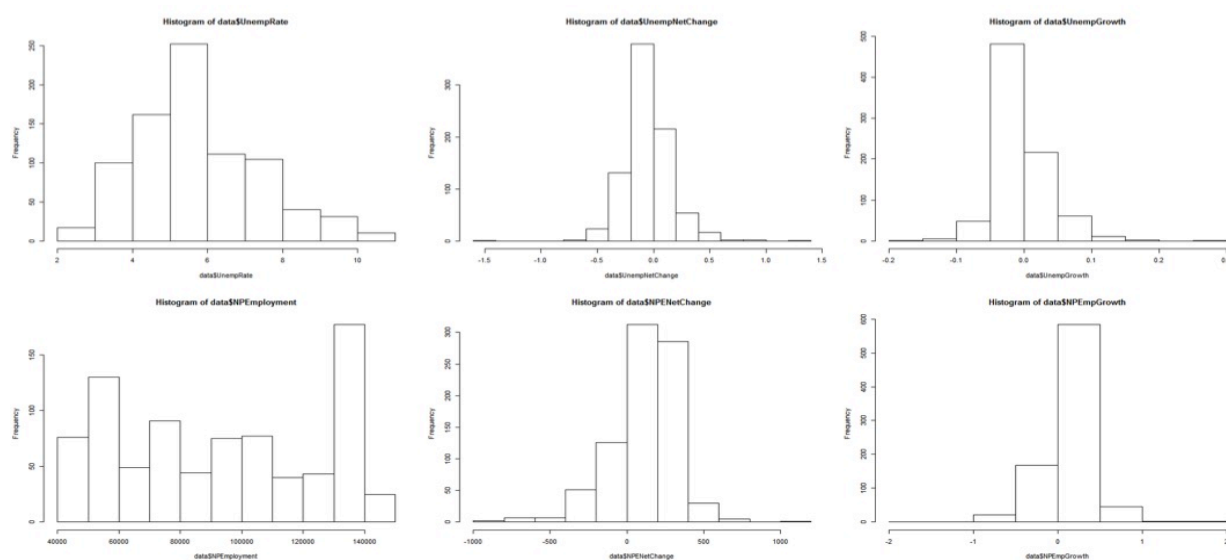 Histogram of data$UnempRate
Frequency
0 50 100 150 200 250
2 4 6 8 10
data$UnempRate
Histogram of data$UnempNetChange
Frequency
0 100 200 300
-1.5 -1.0 -0.5 0.0 0.5 1.0 1.5
data$UnempNetChange
Histogram of data$UnempGrowth
Frequency
0 100 200 300 400 500
-0.2 -0.1 0.0 0.1 0.2
data$UnempGrowth
Histogram of data$NPEmployment
Frequency
0 50 100 150
40000 60000 80000 100000 120000 140000
data$NPEmployment
Histogram of data$NPENetChange
Frequency
0 50 100 150 200 250 300
-1000 -500 0 500 1000
data$NPENetChange
Histogram of data$NPEmpGrowth
Frequency
0 100 200 300 400 500 600
-2 -1 0 1
data$NPEmpGrowth